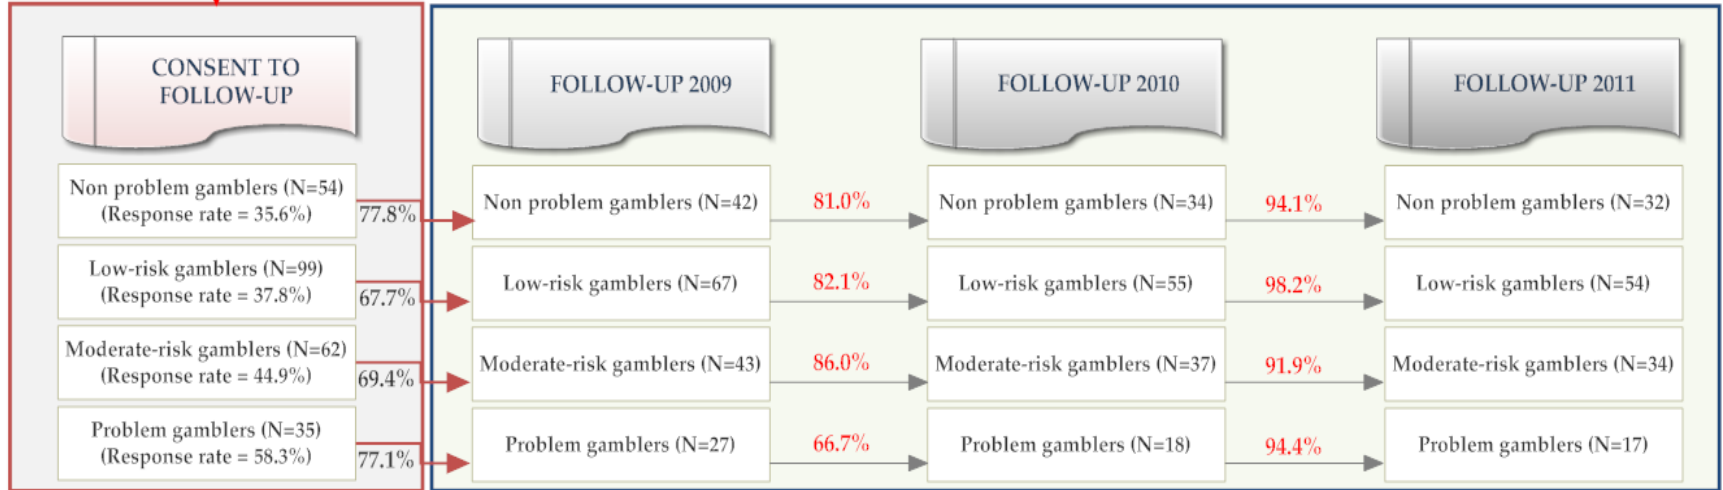 CONSENT TO
FOLLOW-UP
FOLLOW-UP 2009
FOLLOW-UP 2010
FOLLOW-UP 2011
Non problem gamblers (N=54)
(Response rate = 35.6%)
77.8%
Non problem gamblers (N=42)
81.0%
Non problem gamblers (N=34)
94.1%
Non problem gamblers (N=32)
Low-risk gamblers (N=99)
(Response rate = 37.8%)
67.7%
Low-risk gamblers (N=67)
82.1%
Low-risk gamblers (N=55)
98.2%
Low-risk gamblers (N=54)
Moderate-risk gamblers (N=62)
(Response rate = 44.9%)
69.4%
Moderate-risk gamblers (N=43)
86.0%
Moderate-risk gamblers (N=37)
91.9%
Moderate-risk gamblers (N=34)
Problem gamblers (N=35)
(Response rate = 58.3%)
77.1%
Problem gamblers (N=27)
66.7%
Problem gamblers (N=18)
94.4%
Problem gamblers (N=17)